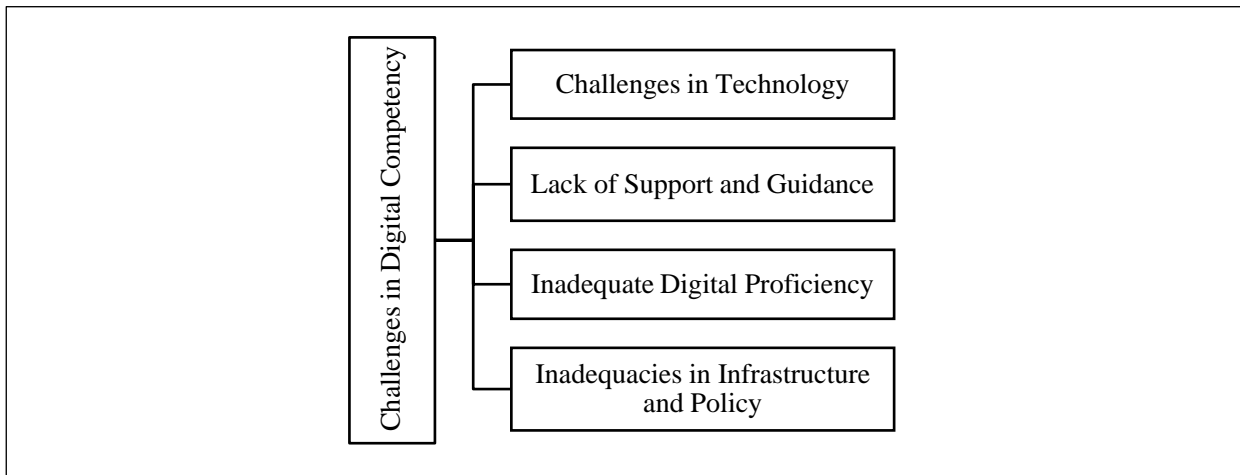 Challenges in Digital Competency
Challenges in Technology
Lack of Support and Guidance
Inadequate Digital Proficiency
Inadequacies in Infrastructure
and Policy